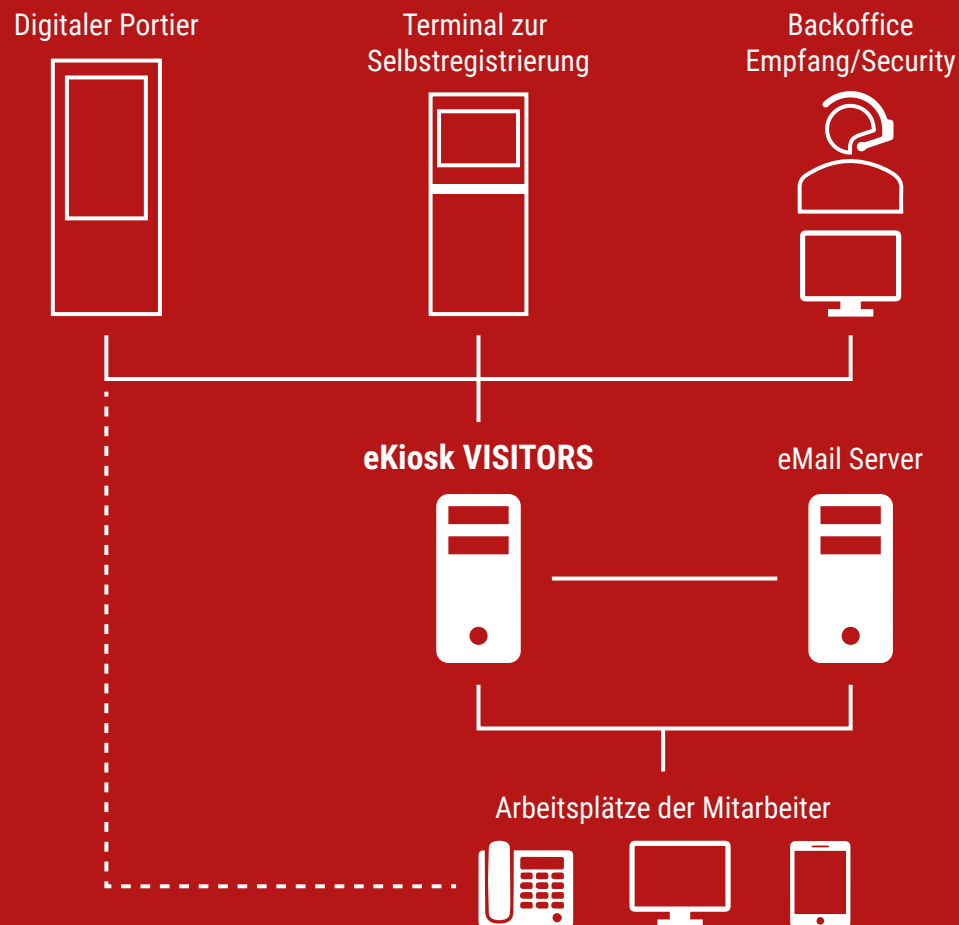 Digitaler Portier
Terminal zur
Selbstregistrierung
Backoffice
Empfang/Security
eKiosk VISITORS
eMail Server
Arbeitsplätze der Mitarbeiter